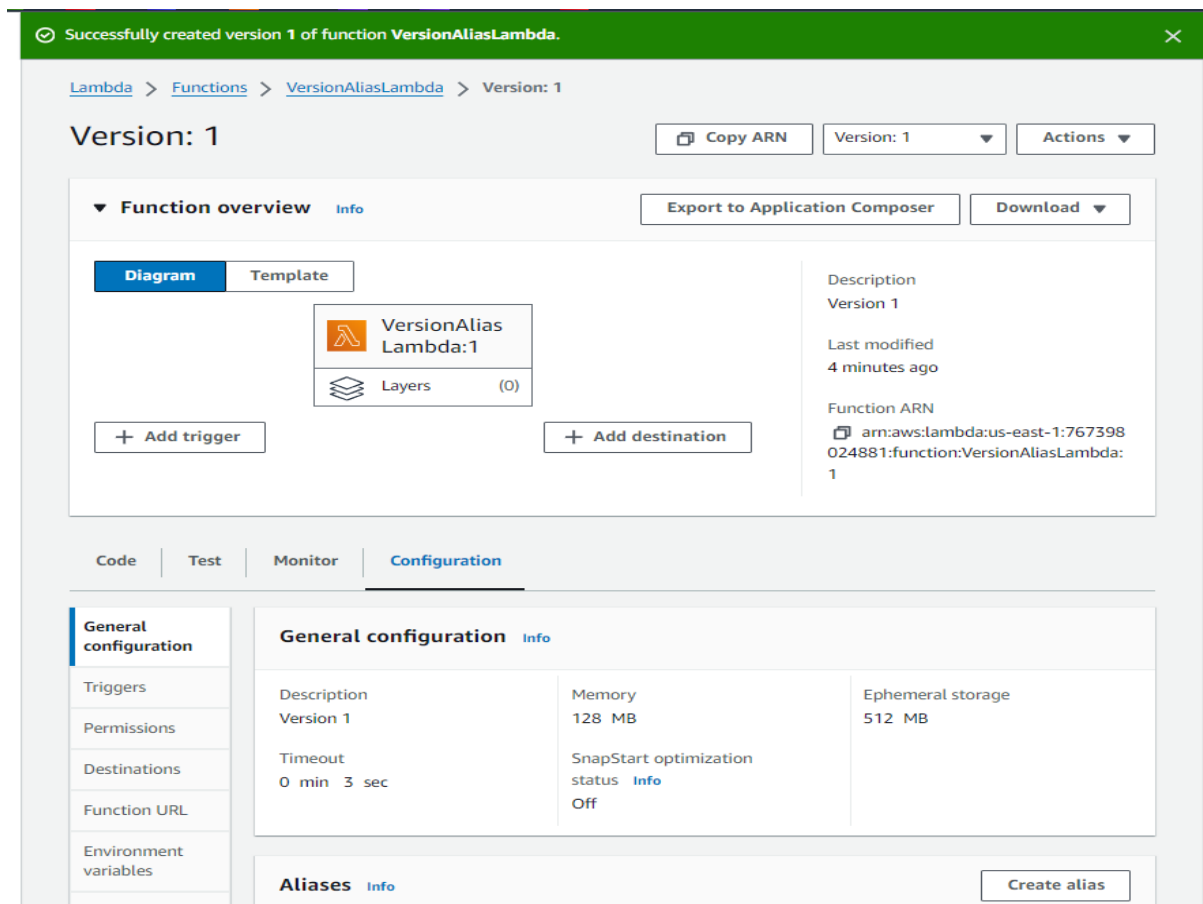 Successfully created version 1 of function VersionAliasLambda.
Lambda > Functions > VersionAliasLambda > Version: 1
Version: 1
Copy ARN
Version: 1
Actions
Function overview Info
Export to Application Composer
Download
Diagram
Template
VersionAlias
Lambda:1
Layers (0)
+ Add trigger
+ Add destination
Description
Version 1
Last modified
4 minutes ago
Function ARN
arn:aws:lambda:us-east-1:767398
024881:function:VersionAliasLambda:
1
Code
Test
Monitor
Configuration
General
configuration
Triggers
Permissions
Destinations
Function URL
Environment
variables
General configuration Info
Description
Version 1
Memory
128 MB
Ephemeral storage
512 MB
Timeout
0 min 3 sec
SnapStart optimization
status Info
Off
Aliases Info
Create alias